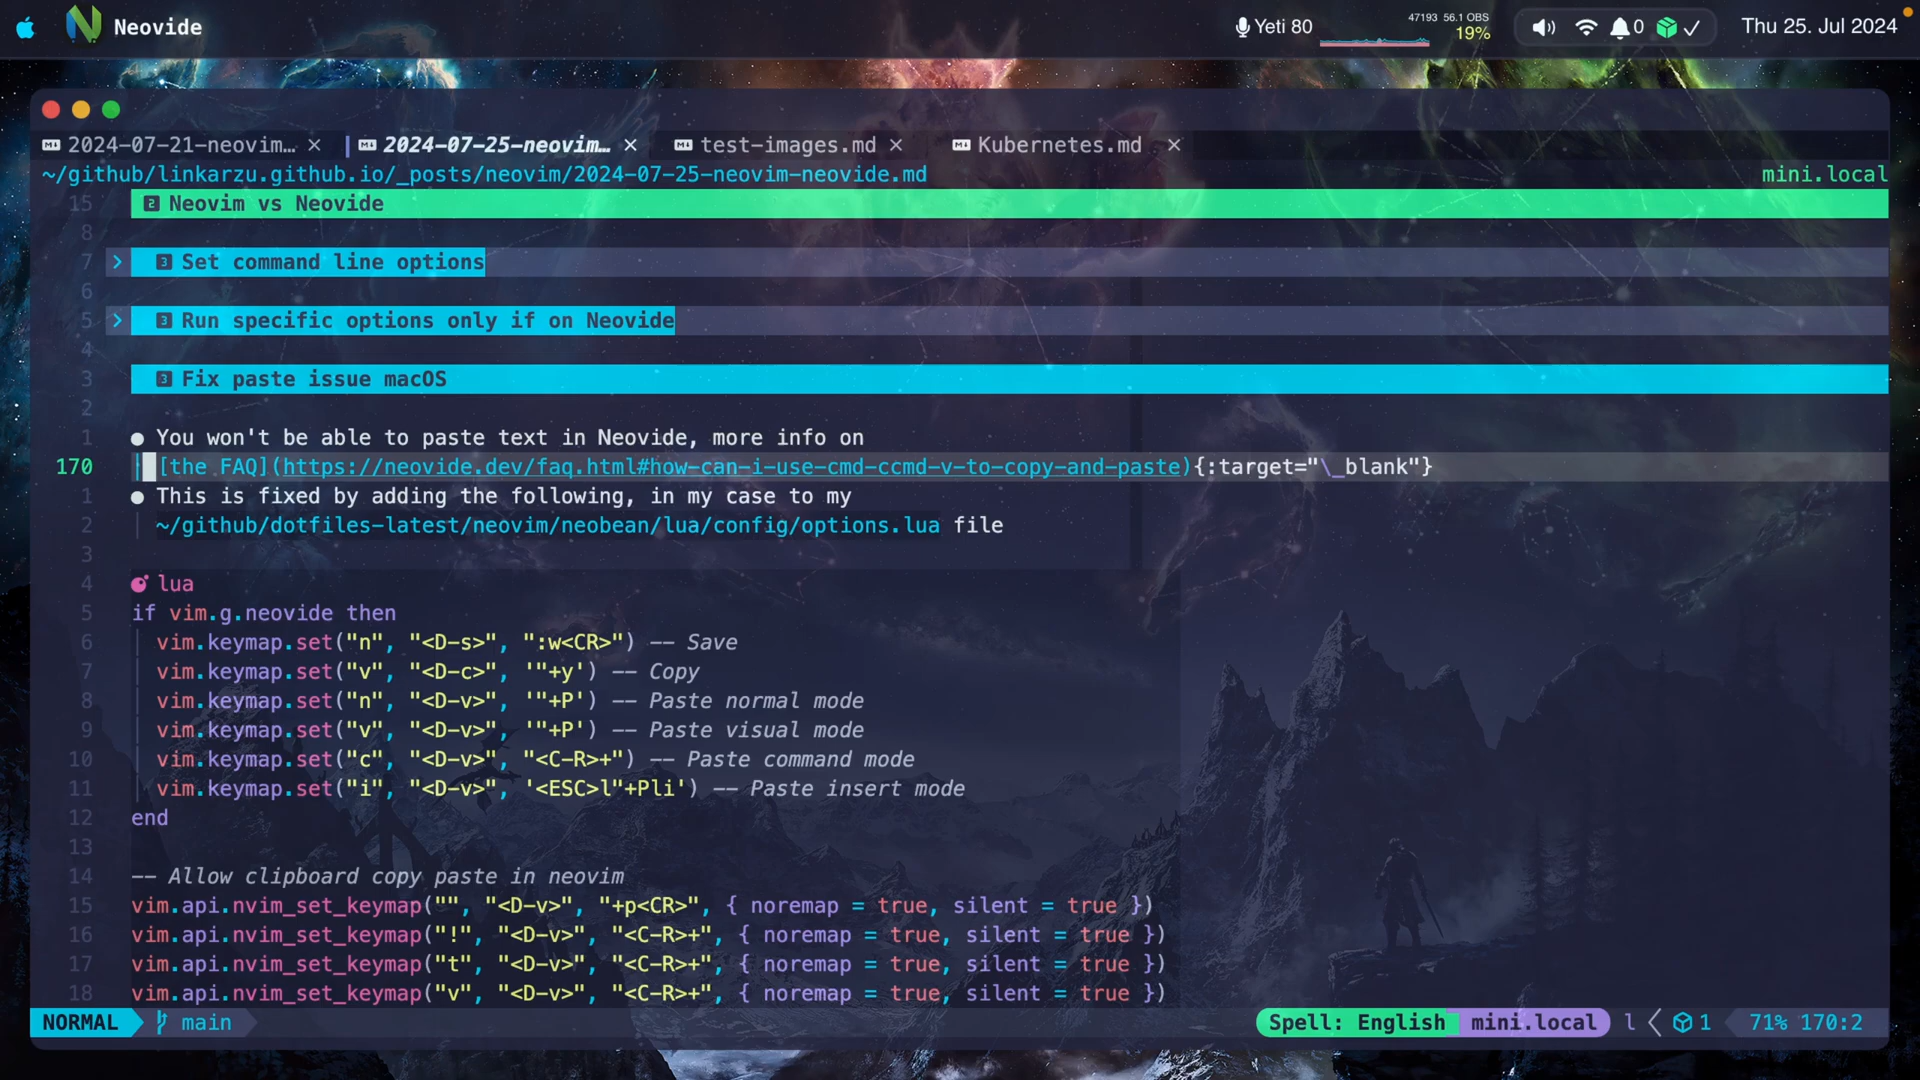 Neovide
Yeti 80
47193 56.1 OBS
19%
0
Thu 25. Jul 2024
2024-07-21-neovim… ×
2024-07-25-neovim… ×
test-images.md ×
Kubernetes.md ×
~/github/linkarzu.github.io/_posts/neovim/2024-07-25-neovim-neovide.md
mini.local
15 2 Neovim vs Neovide
8
7 > 3 Set command line options
6
5 > 3 Run specific options only if on Neovide
4
3 3 Fix paste issue macOS
2
1 ● You won't be able to paste text in Neovide, more info on
170 [the FAQ](https://neovide.dev/faq.html#how-can-i-use-cmd-ccmd-v-to-copy-and-paste){:target="\_blank"}
1 ● This is fixed by adding the following, in my case to my
2 ~/github/dotfiles-latest/neovim/neobean/lua/config/options.lua file
3
4 lua
5 if vim.g.neovide then
6 vim.keymap.set("n", "<D-s>", ":w<CR>") -- Save
7 vim.keymap.set("v", "<D-c>", '"+y') -- Copy
8 vim.keymap.set("n", "<D-v>", '"+P') -- Paste normal mode
9 vim.keymap.set("v", "<D-v>", '"+P') -- Paste visual mode
10 vim.keymap.set("c", "<D-v>", "<C-R>+") -- Paste command mode
11 vim.keymap.set("i", "<D-v>", '<ESC>l"+Pli') -- Paste insert mode
12 end
13
14 -- Allow clipboard copy paste in neovim
15 vim.api.nvim_set_keymap("", "<D-v>", "+p<CR>", { noremap = true, silent = true })
16 vim.api.nvim_set_keymap("!", "<D-v>", "<C-R>+", { noremap = true, silent = true })
17 vim.api.nvim_set_keymap("t", "<D-v>", "<C-R>+", { noremap = true, silent = true })
18 vim.api.nvim_set_keymap("v", "<D-v>", "<C-R>+", { noremap = true, silent = true })
NORMAL main
Spell: English mini.local l 1 71% 170:2